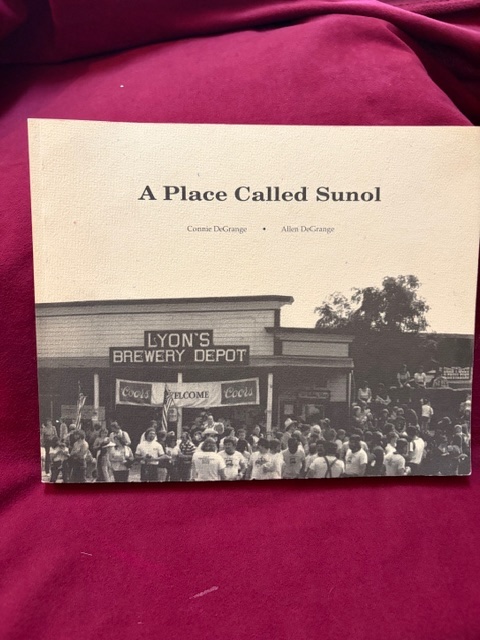 A Place Called Sunol
Connie DeGrange • Allen DeGrange
LYON'S
BREWERY DEPOT
Coors WELCOME Coors